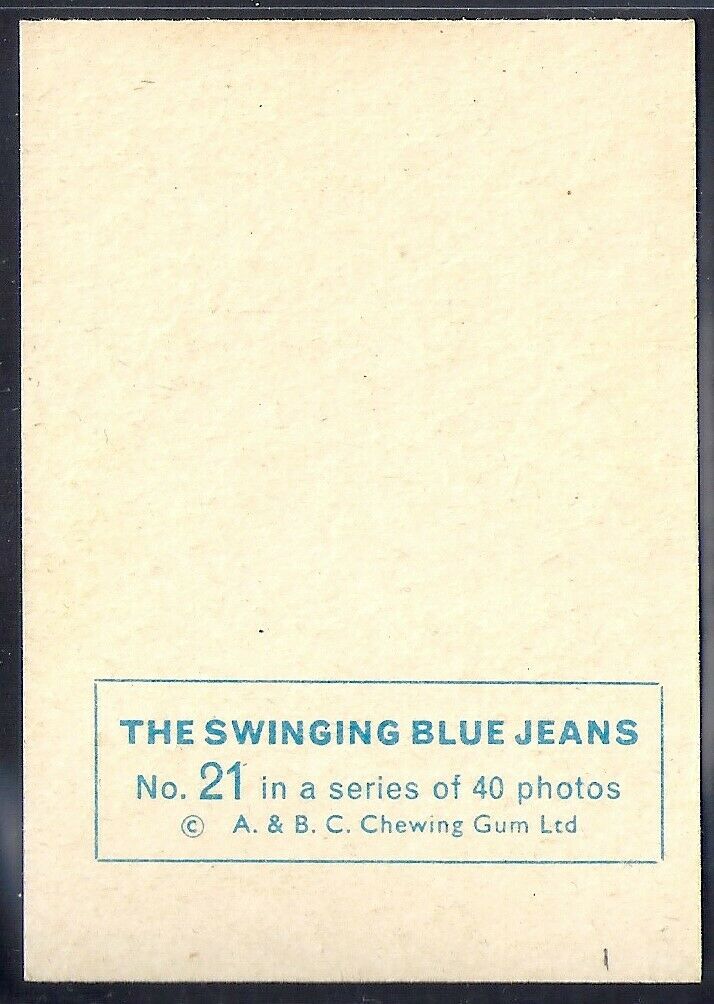 THE SWINGING BLUE JEANS
No. 21 in a series of 40 photos
© A. & B. C. Chewing Gum Ltd